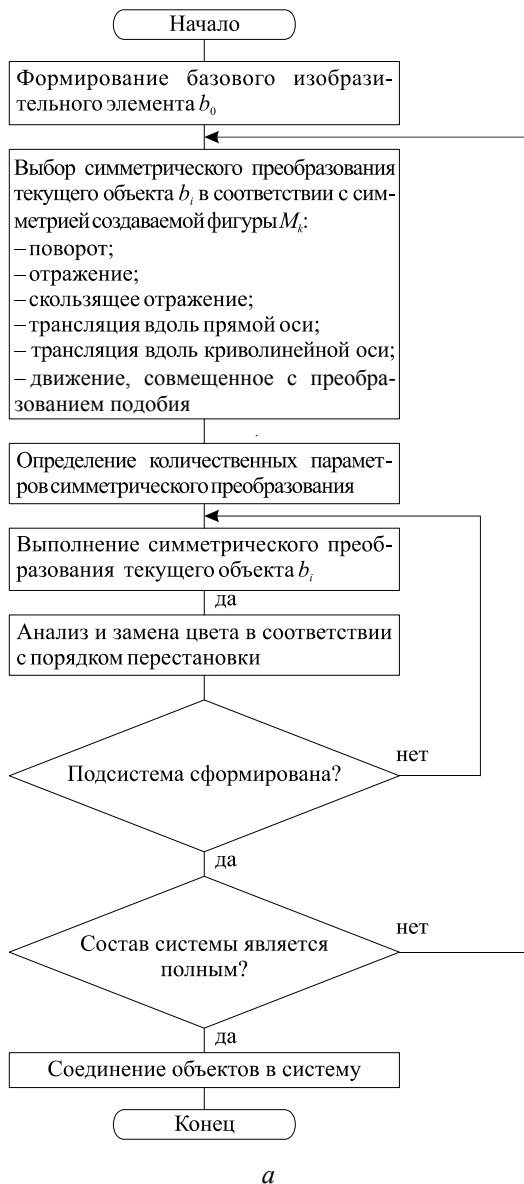 Начало
Формирование базового изобрази-
тельного элемента b₀
Выбор симметрического преобразования
текущего объекта bᵢ в соответствии с сим-
метрией создаваемой фигуры Mₖ:
– поворот;
– отражение;
– скользящее отражение;
– трансляция вдоль прямой оси;
– трансляция вдоль криволинейной оси;
– движение, совмещенное с преобра-
зованием подобия
Определение количественных парамет-
ров симметрического преобразования
Выполнение симметрического преоб-
разования текущего объекта bᵢ
да
Анализ и замена цвета в соответствии
с порядком перестановки
Подсистема сформирована?
нет
да
Состав системы является
полным?
нет
да
Соединение объектов в систему
Конец
а